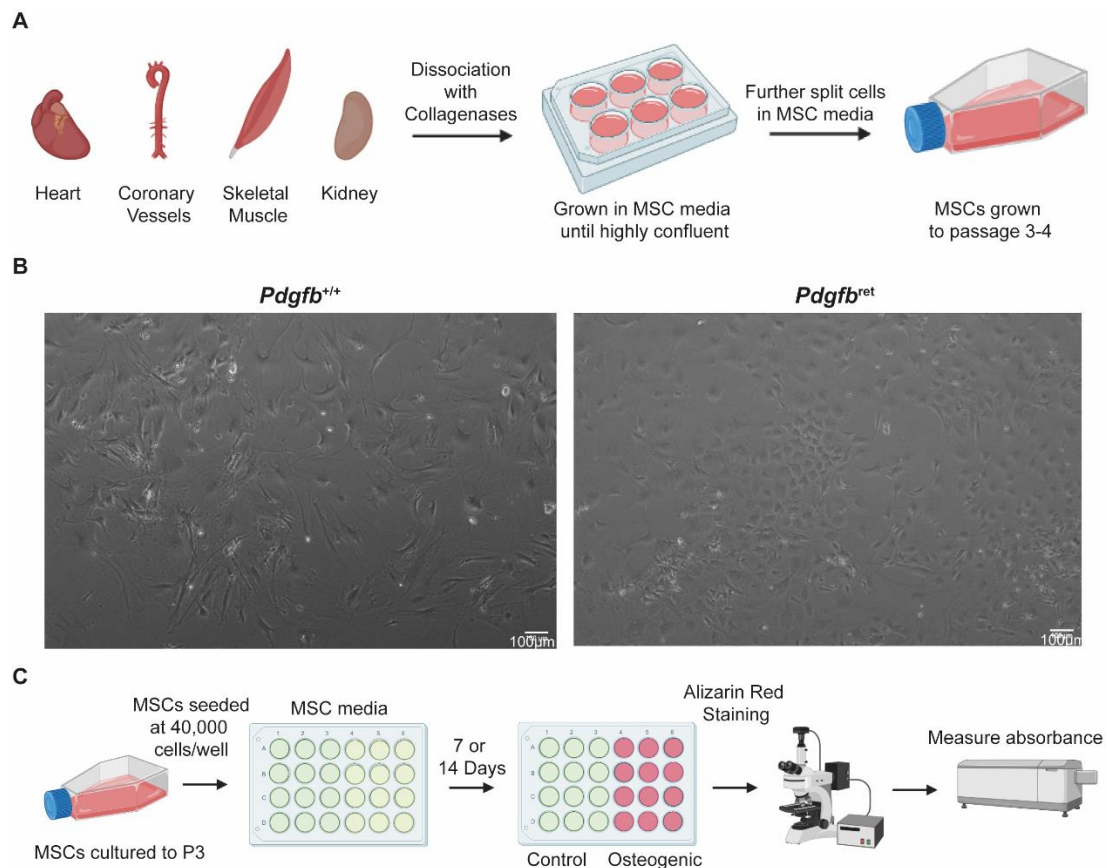 A
Heart
Coronary
Vessels
Skeletal
Muscle
Kidney
Dissociation
with
Collagenases
Grown in MSC media
until highly confluent
Further split cells
in MSC media
MSCs grown
to passage 3-4
B
Pdgfb+/+
Pdgfbret
100µm
100µm
C
MSCs seeded
at 40,000
cells/well
MSCs cultured to P3
MSC media
1 2 3 4 5 6
A
B
C
D
7 or
14 Days
1 2 3 4 5 6
A
B
C
D
Control
Osteogenic
Alizarin Red
Staining
Measure absorbance